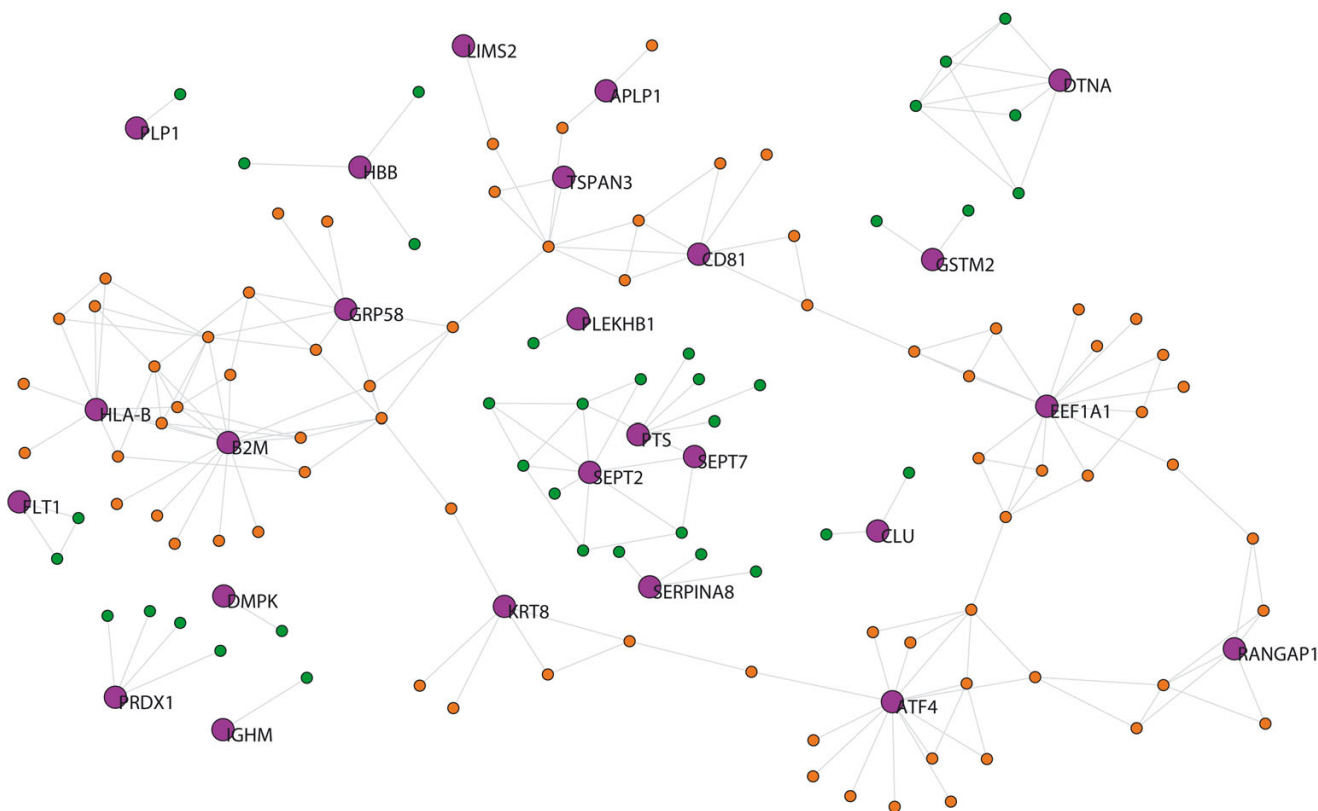 LIMS2
APLP1
DTNA
PLP1
HBB
TSPAN3
CD81
GSTM2
GRP58
PLEKHB1
HLA-B
EEF1A1
B2M
PTS
SEPT7
SEPT2
FLT1
CLU
SERPINA8
DMPK
KRT8
RANGAP1
PRDX1
ATF4
IGHM